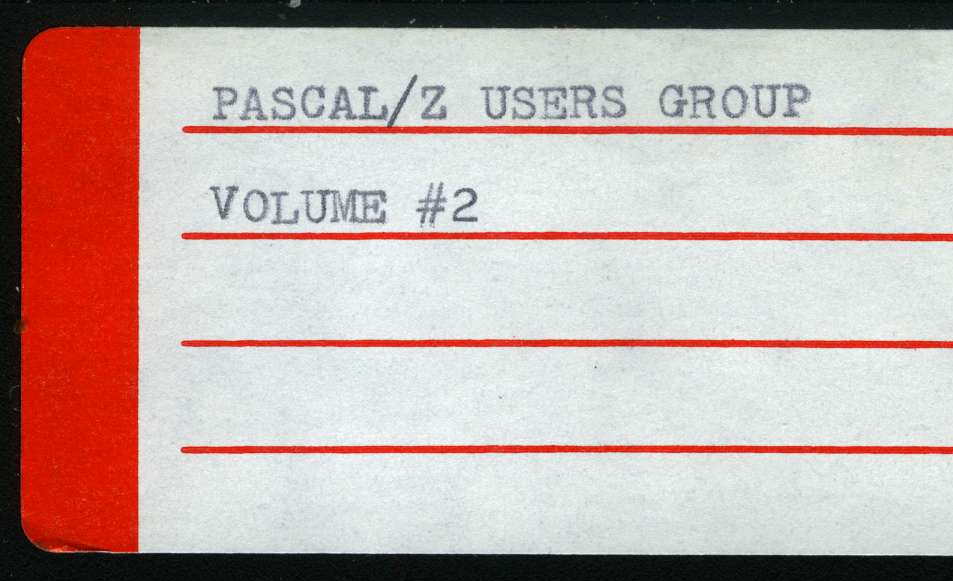 PASCAL/Z USERS GROUP
VOLUME #2